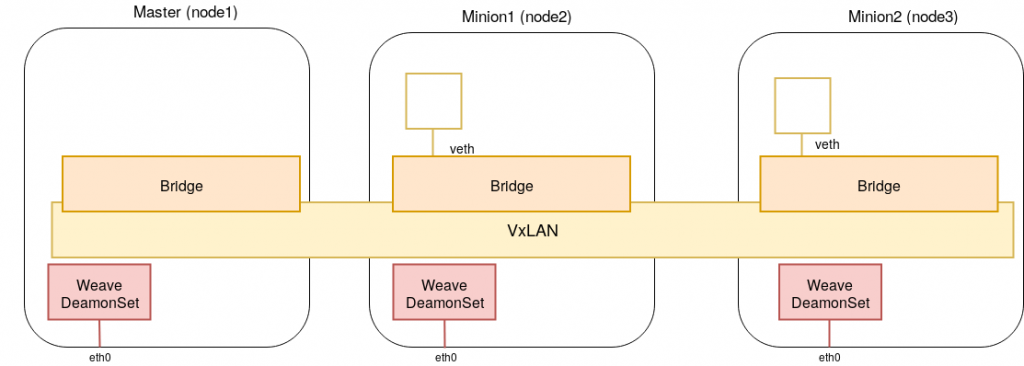 Master (node1)
Minion1 (node2)
Minion2 (node3)
veth
veth
Bridge
Bridge
Bridge
VxLAN
Weave
DeamonSet
Weave
DeamonSet
Weave
DeamonSet
eth0
eth0
eth0